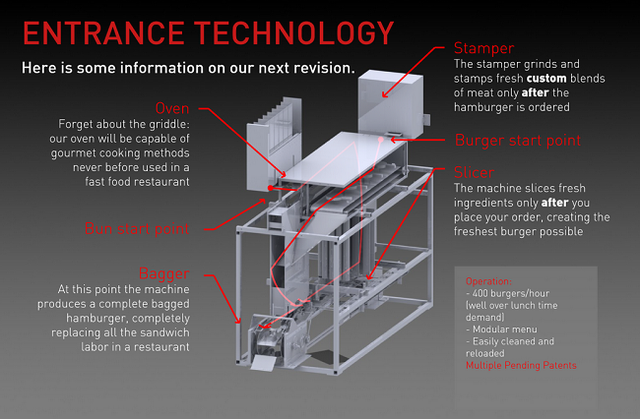 ENTRANCE TECHNOLOGY
Here is some information on our next revision.
Stamper
The stamper grinds and
stamps fresh custom blends
of meat only after the
hamburger is ordered
Oven
Forget about the griddle:
our oven will be capable of
gourmet cooking methods
never before used in a
fast food restaurant
Burger start point
Slicer
The machine slices fresh
ingredients only after you
place your order, creating the
freshest burger possible
Bun start point
Bagger
At this point the machine
produces a complete bagged
hamburger, completely
replacing all the sandwich
labor in a restaurant
Operation:
- 400 burgers/hour
(well over lunch time
demand)
- Modular menu
- Easily cleaned and
reloaded
Multiple Pending Patents